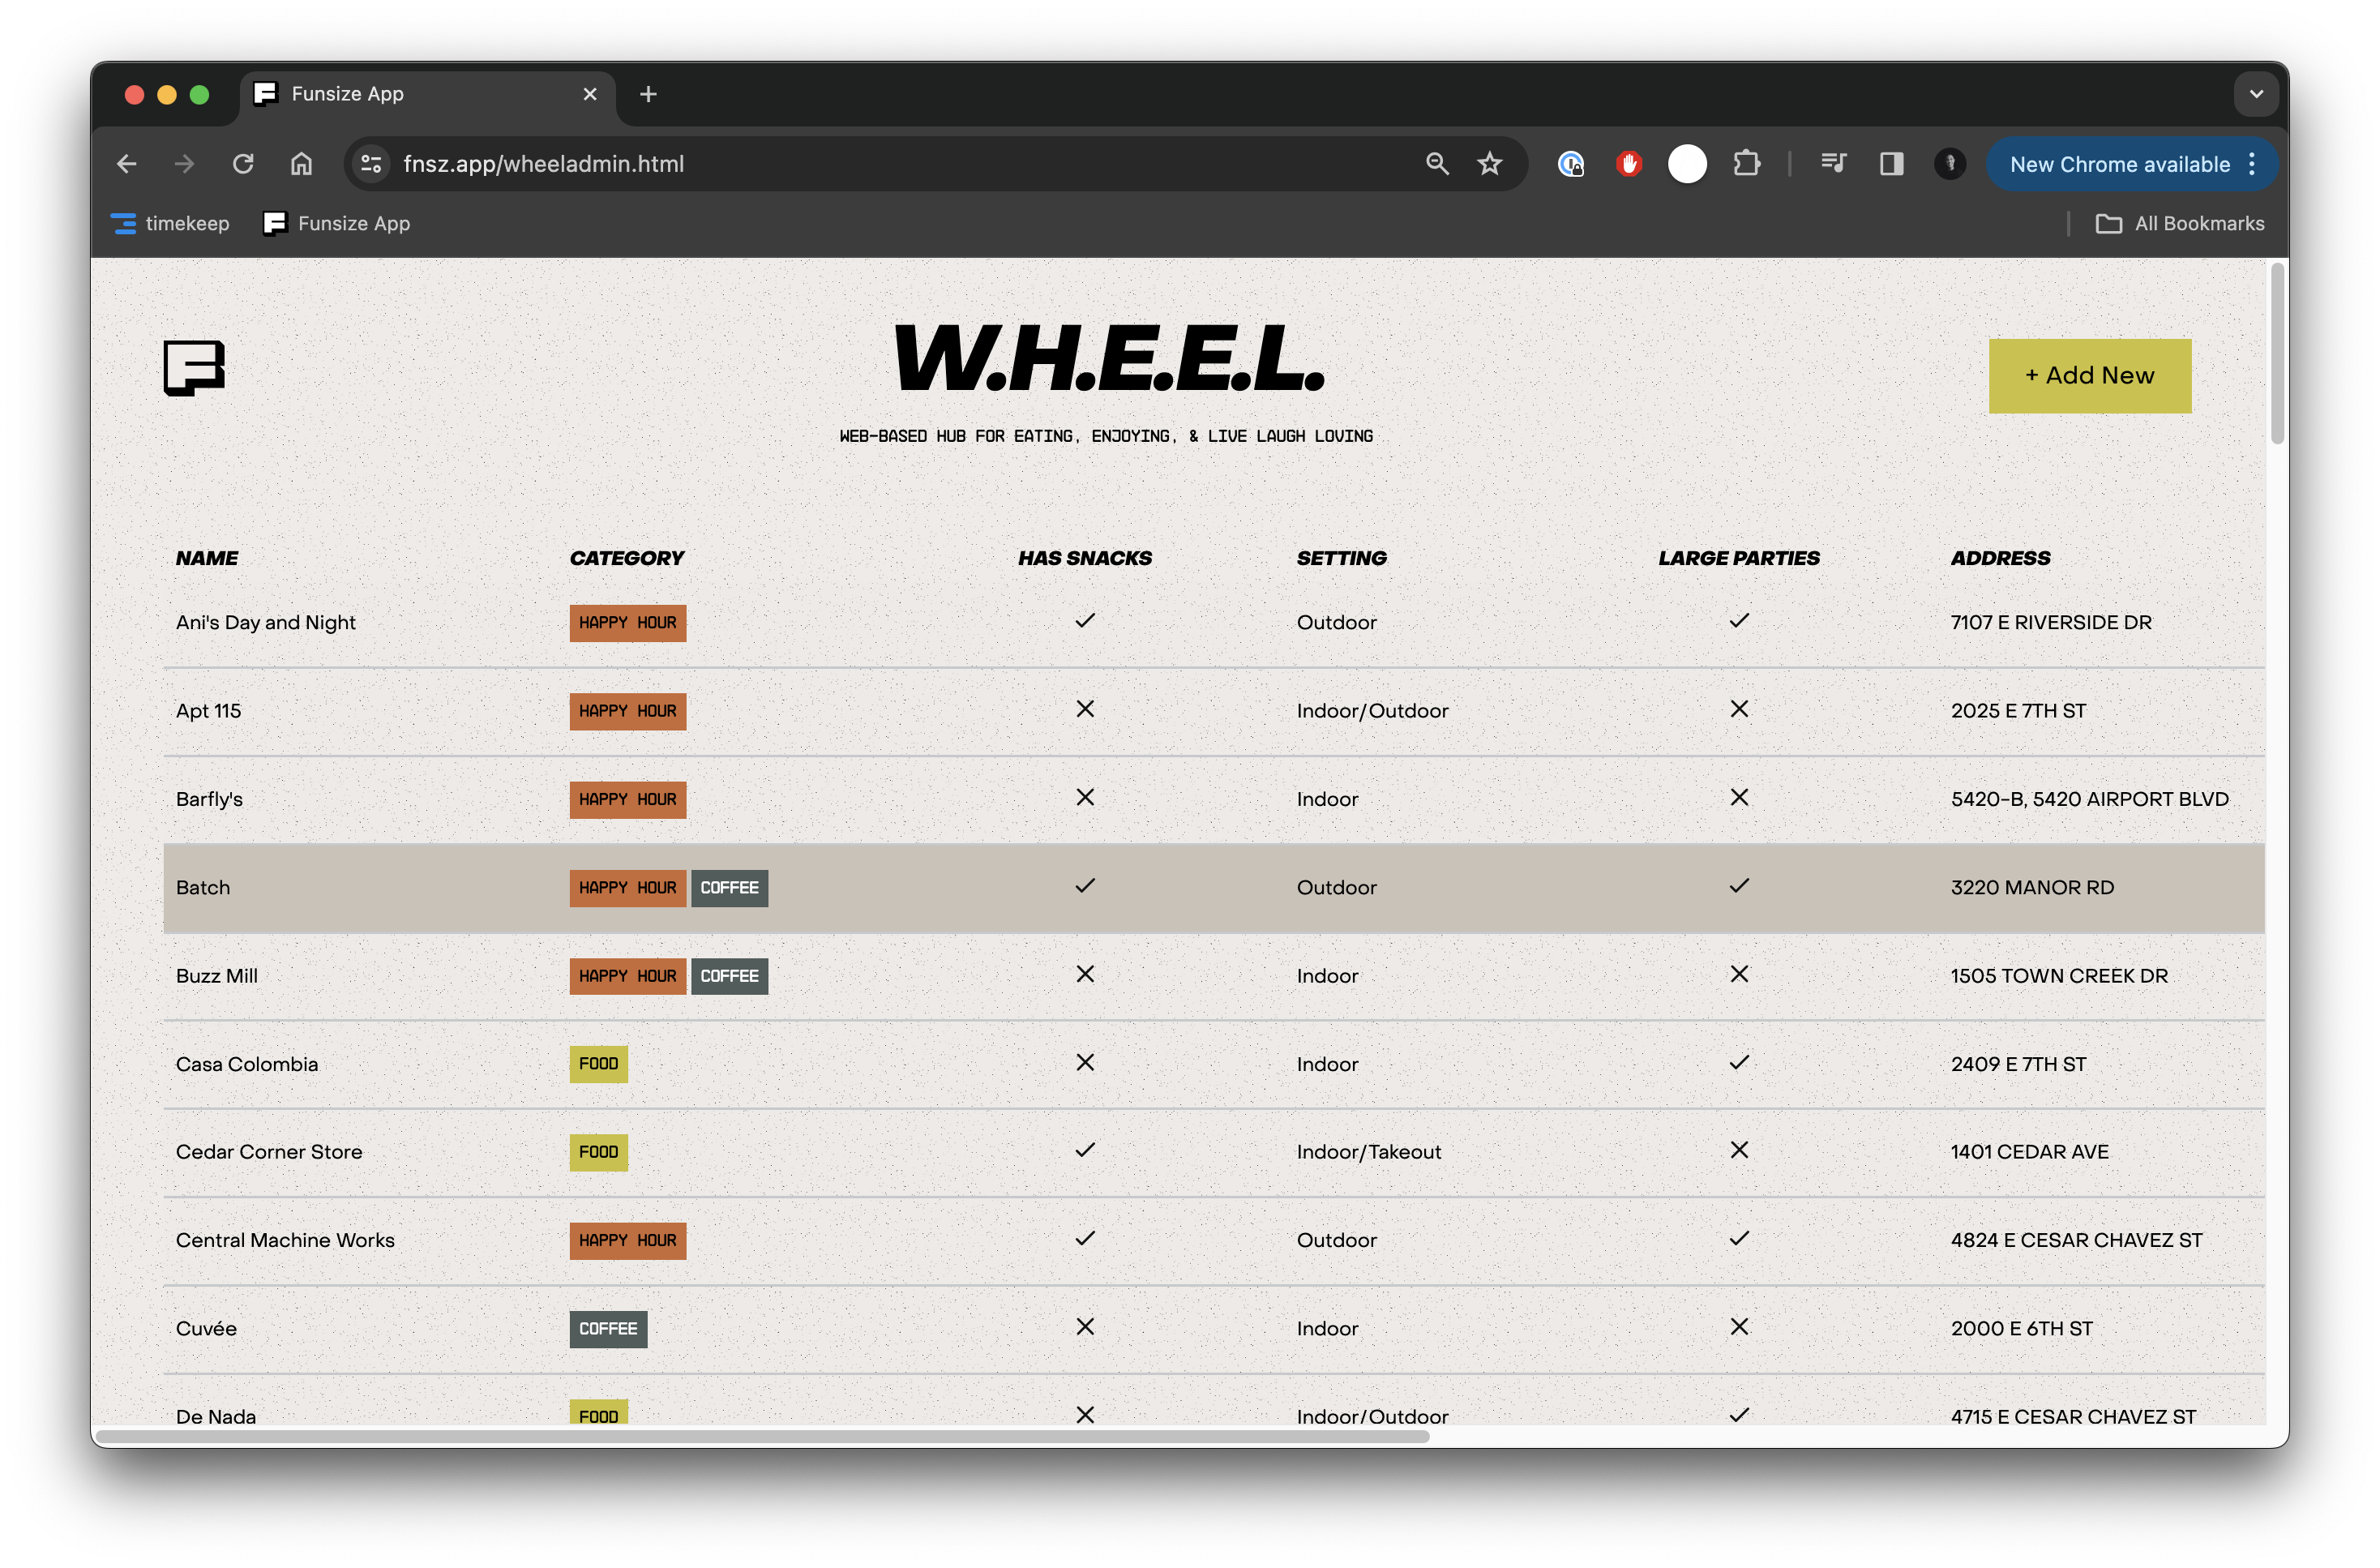 Funsize App
fnsz.app/wheeladmin.html
New Chrome available
timekeep
Funsize App
All Bookmarks
W.H.E.E.L.
+ Add New
WEB-BASED HUB FOR EATING, ENJOYING, & LIVE LAUGH LOVING
NAME CATEGORY HAS SNACKS SETTING LARGE PARTIES ADDRESS
Ani's Day and Night HAPPY HOUR Outdoor 7107 E RIVERSIDE DR
Apt 115 HAPPY HOUR Indoor/Outdoor 2025 E 7TH ST
Barfly's HAPPY HOUR Indoor 5420-B, 5420 AIRPORT BLVD
Batch HAPPY HOUR COFFEE Outdoor 3220 MANOR RD
Buzz Mill HAPPY HOUR COFFEE Indoor 1505 TOWN CREEK DR
Casa Colombia FOOD Indoor 2409 E 7TH ST
Cedar Corner Store FOOD Indoor/Takeout 1401 CEDAR AVE
Central Machine Works HAPPY HOUR Outdoor 4824 E CESAR CHAVEZ ST
Cuvée COFFEE Indoor 2000 E 6TH ST
De Nada FOOD Indoor/Outdoor 4715 E CESAR CHAVEZ ST